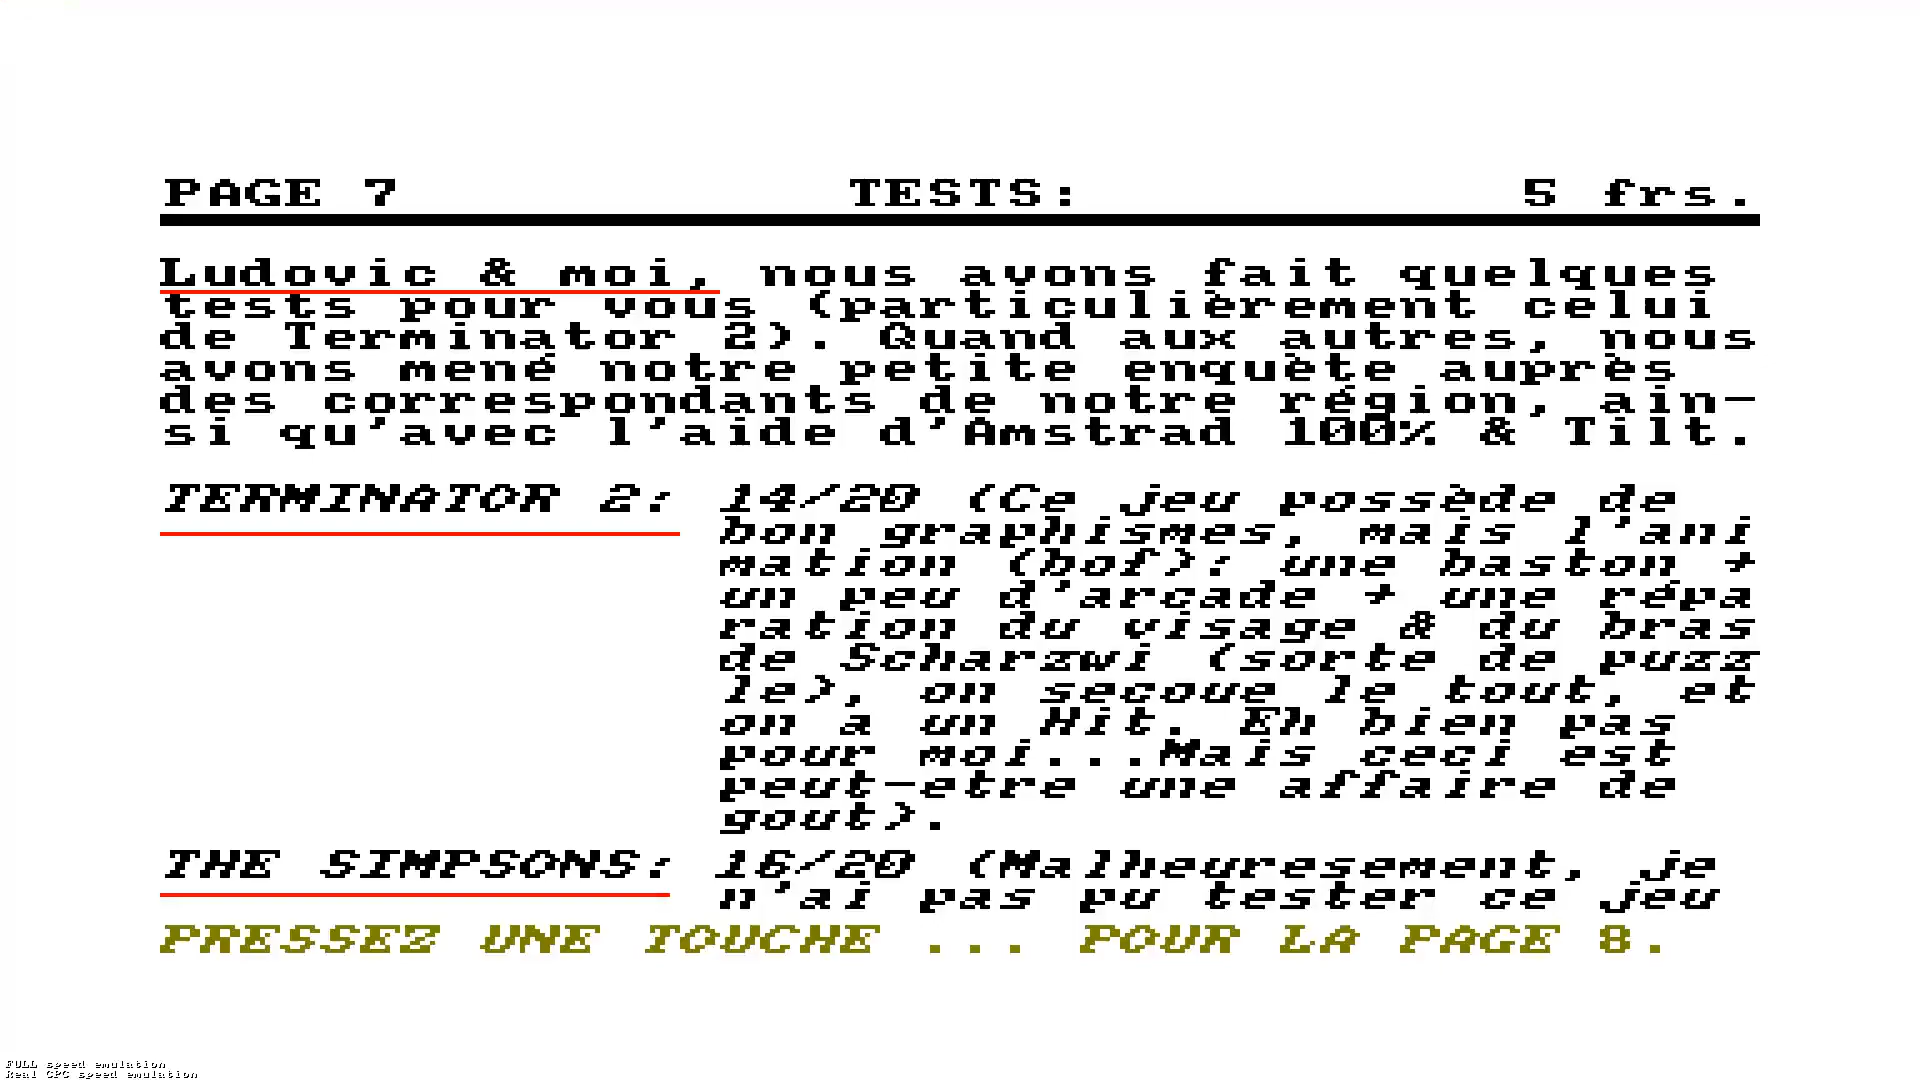 PAGE 7 TESTS: 5 frs.
Ludovic & moi, nous avons fait quelques
tests pour vous (particulièrement celui
de Terminator 2). Quand aux autres, nous
avons mené notre petite enquète auprès
des correspondants de notre région, ain-
si qu'avec l'aide d'Amstrad 100% & Tilt.
TERMINATOR 2: 14/20 (Ce jeu possède de
bon graphismes, mais l'ani
mation (bof): une baston +
un peu d'arcade + une répa
ration du visage & du bras
de Scharzwi (sorte de puzz
le), on secoue le tout, et
on a un Hit. Eh bien pas
pour moi...Mais ceci est
peut-etre une affaire de
gout).
THE SIMPSONS: 16/20 (Malheuresement, je
n'ai pas pu tester ce jeu
PRESSEZ UNE TOUCHE ... POUR LA PAGE 8.
FULL speed emulation
Real CPC speed emulation